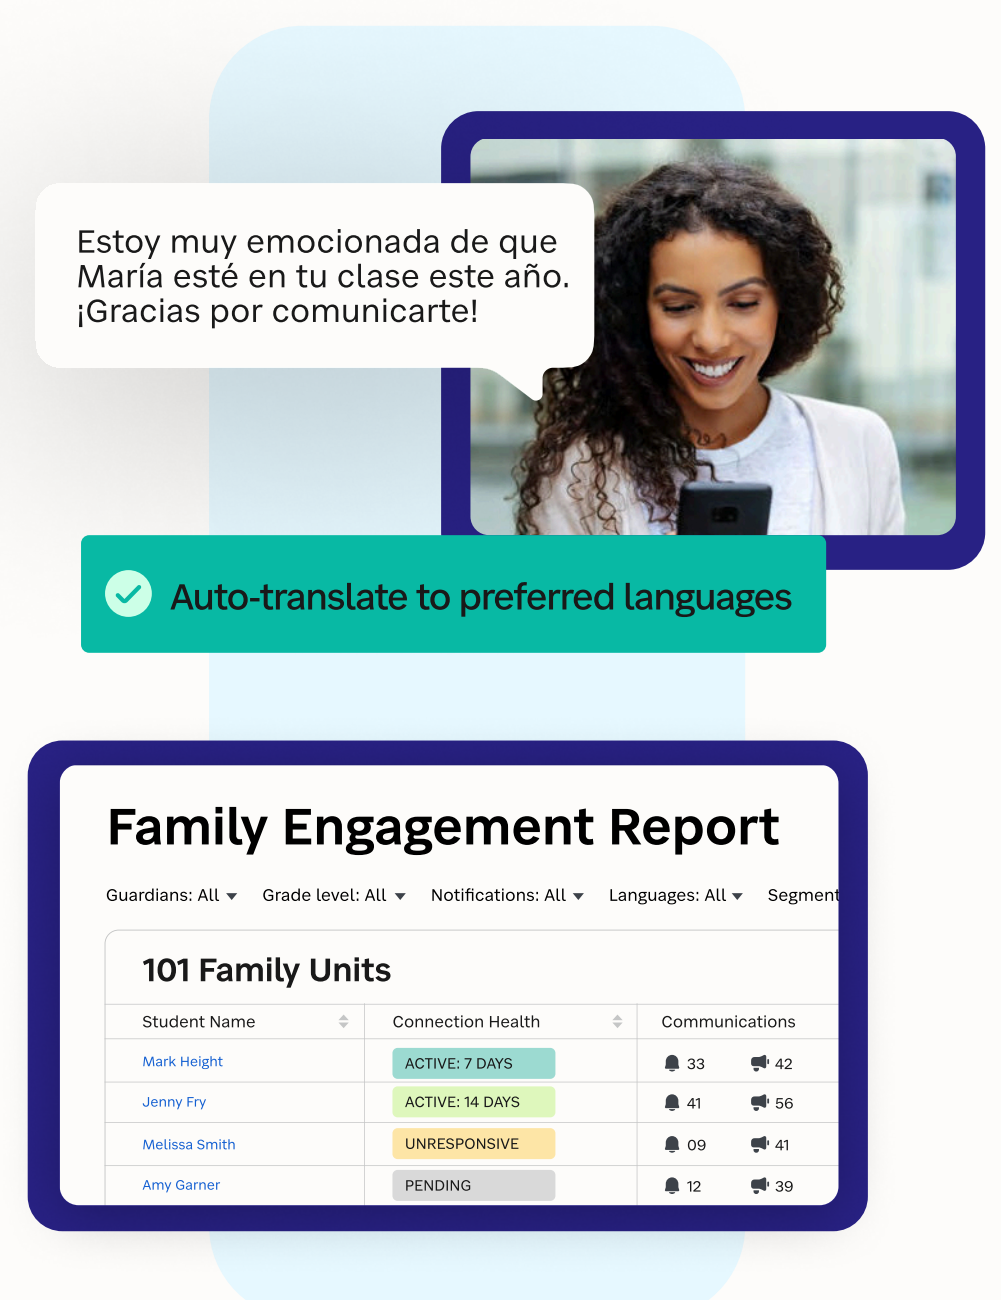 Estoy muy emocionada de que
María esté en tu clase este año.
¡Gracias por comunicarte!
Auto-translate to preferred languages
Family Engagement Report
Guardians: All Grade level: All Notifications: All Languages: All Segment
101 Family Units
Student Name Connection Health Communications
Mark Height ACTIVE: 7 DAYS 33 42
Jenny Fry ACTIVE: 14 DAYS 41 56
Melissa Smith UNRESPONSIVE 09 41
Amy Garner PENDING 12 39